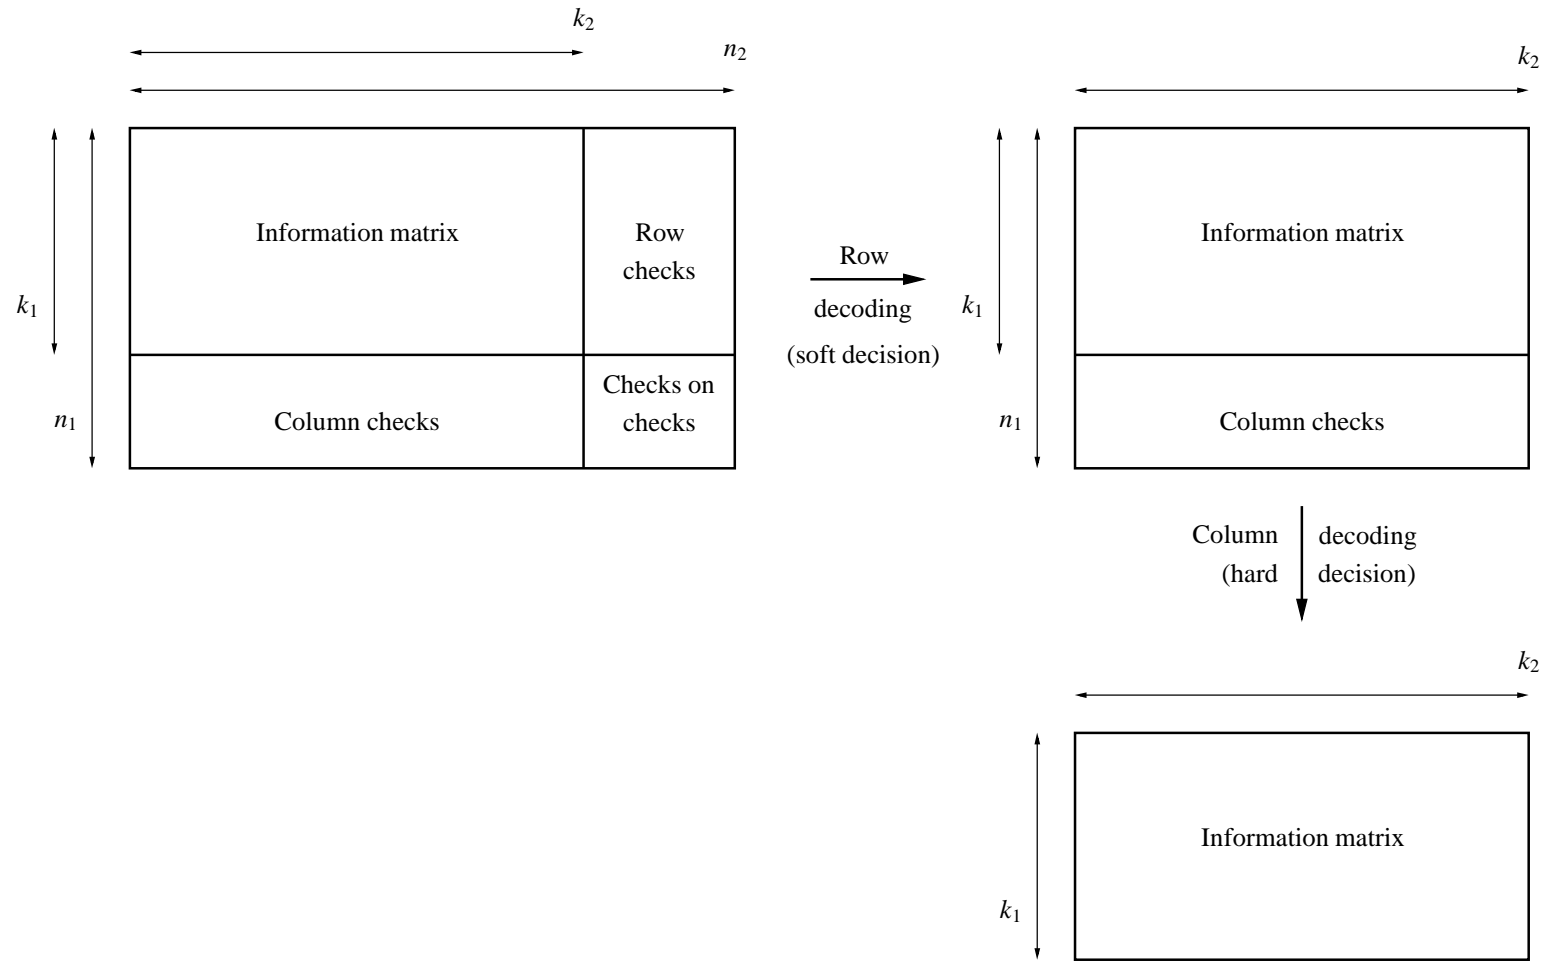 k₂
n₂
k₁
n₁
Information matrix
Row
checks
Column checks
Checks on
checks
Row
decoding
(soft decision)
k₂
k₁
n₁
Information matrix
Column checks
Column decoding
(hard decision)
k₂
k₁
Information matrix